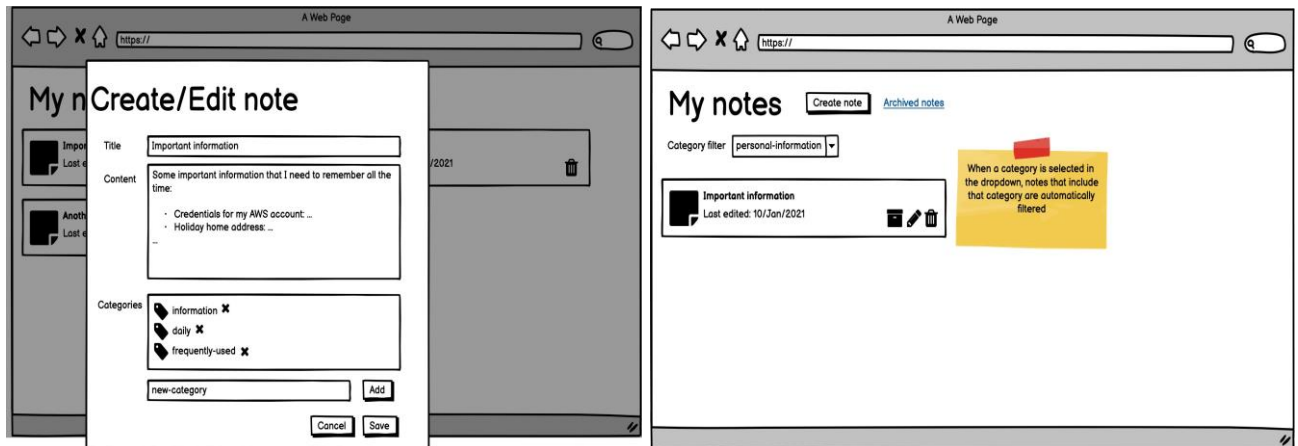 A Web Page
https://
My n
Create/Edit note
Impor
Last e
/2021
Anoth
Last e
Title
Important information
Content
Some important information that I need to remember all the
time:
· Credentials for my AWS account: ...
· Holiday home address: ...
...
Categories
information
daily
frequently-used
new-category
Add
Cancel
Save
A Web Page
https://
My notes
Create note
Archived notes
Category filter
personal-information
Important information
Last edited: 10/Jan/2021
When a category is selected in
the dropdown, notes that include
that category are automatically
filtered